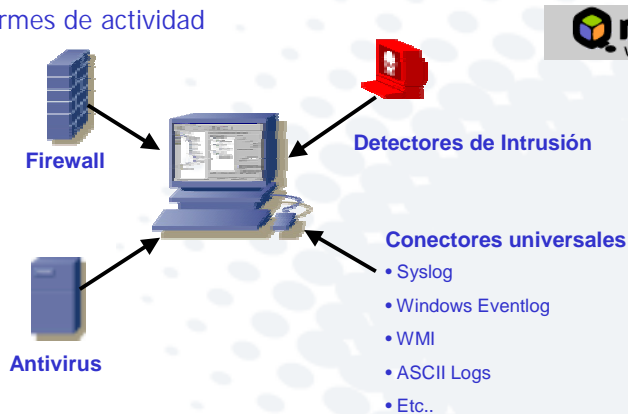 rmes de actividad
Firewall
Detectores de Intrusión
Conectores universales
• Syslog
• Windows Eventlog
• WMI
• ASCII Logs
• Etc..
Antivirus